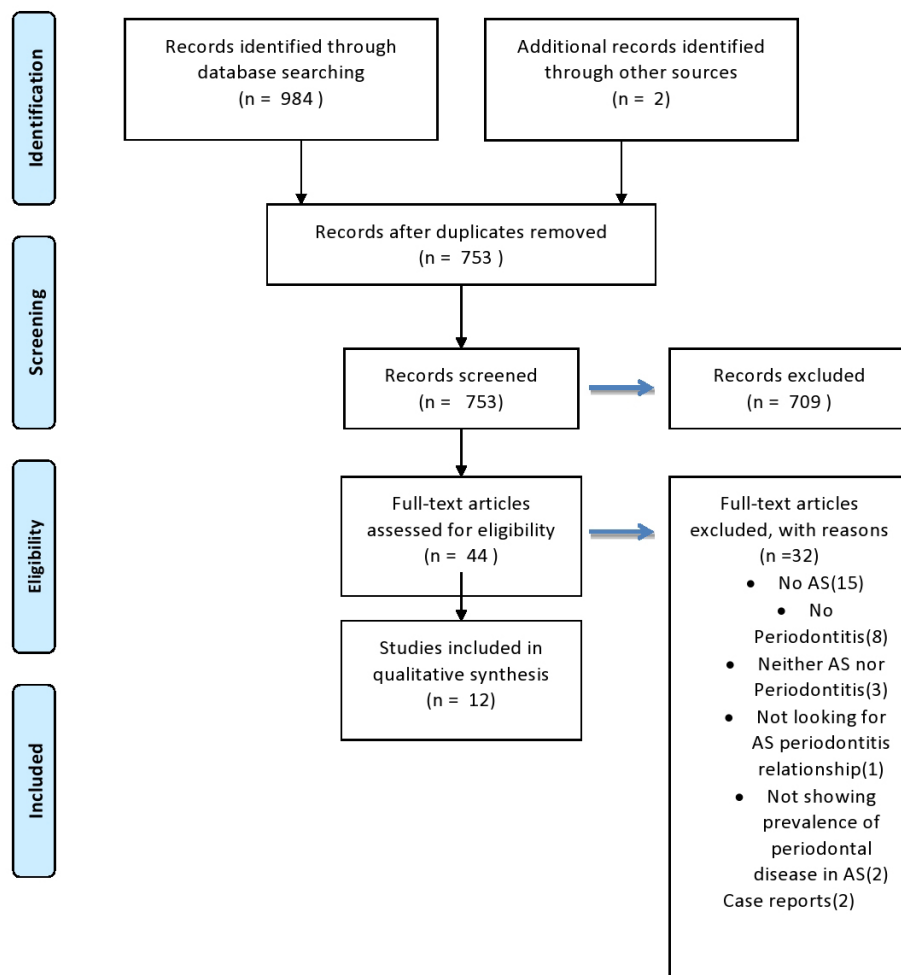 Identification
Records identified through
database searching
(n = 984 )
Additional records identified
through other sources
(n = 2)
Records after duplicates removed
(n = 753 )
Screening
Records screened
(n = 753)
Records excluded
(n = 709 )
Eligibility
Full-text articles
assessed for eligibility
(n = 44 )
Full-text articles
excluded, with reasons
(n =32)
• No AS(15)
• No
Periodontitis(8)
• Neither AS nor
Periodontitis(3)
• Not looking for
AS periodontitis
relationship(1)
• Not showing
prevalence of
periodontal
disease in AS(2)
Case reports(2)
Included
Studies included in
qualitative synthesis
(n = 12)